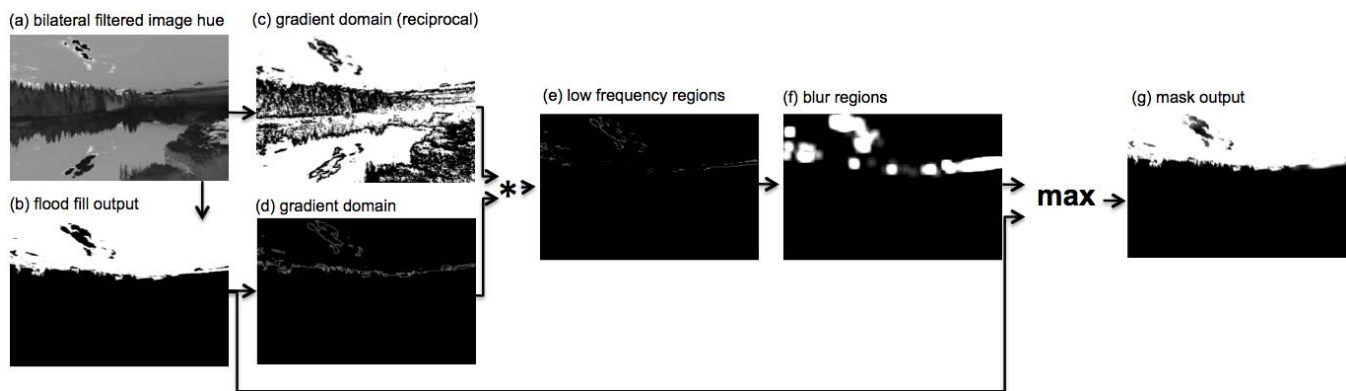 (a) bilateral filtered image hue
(c) gradient domain (reciprocal)
(e) low frequency regions
(f) blur regions
(g) mask output
(b) flood fill output
(d) gradient domain
*
max